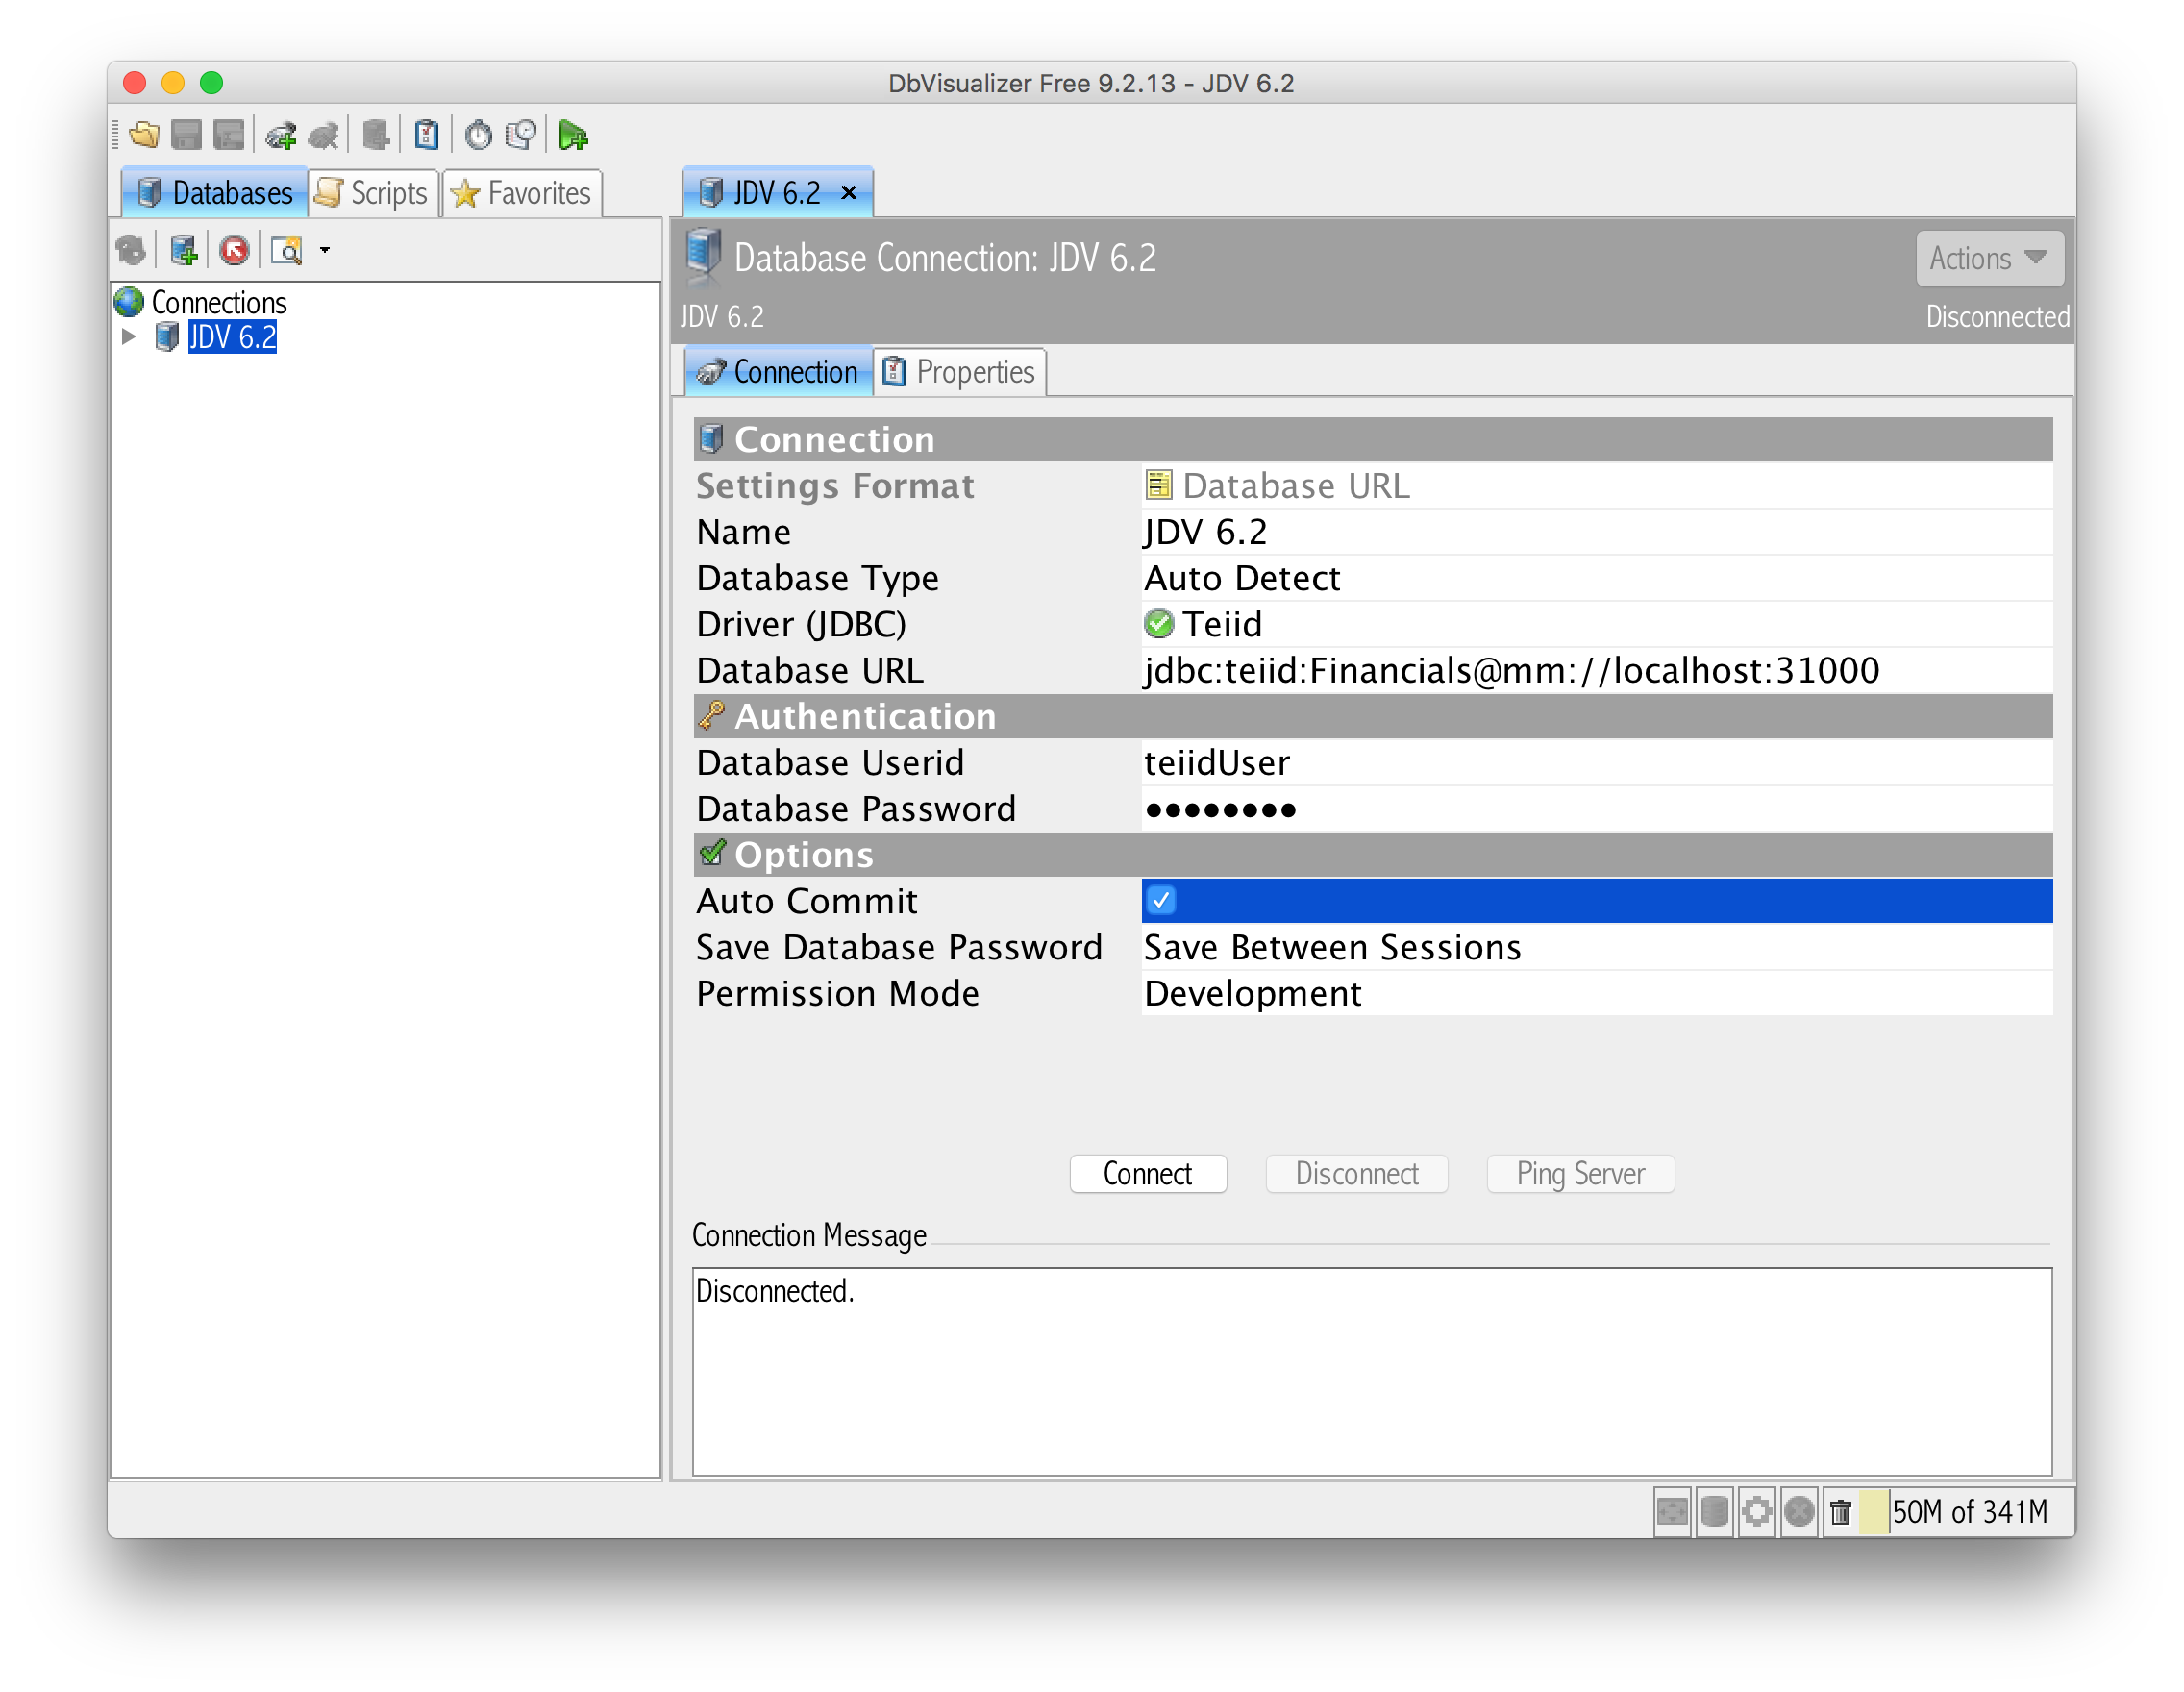 DbVisualizer Free 9.2.13 - JDV 6.2
Databases
Scripts
Favorites
JDV 6.2
Connections
JDV 6.2
Database Connection: JDV 6.2
Actions
JDV 6.2
Disconnected
Connection
Properties
Connection
Settings Format Database URL
Name JDV 6.2
Database Type Auto Detect
Driver (JDBC) Teiid
Database URL jdbc:teiid:Financials@mm://localhost:31000
Authentication
Database Userid teiidUser
Database Password ●●●●●●●●
Options
Auto Commit
Save Database Password Save Between Sessions
Permission Mode Development
Connect
Disconnect
Ping Server
Connection Message
Disconnected.
50M of 341M